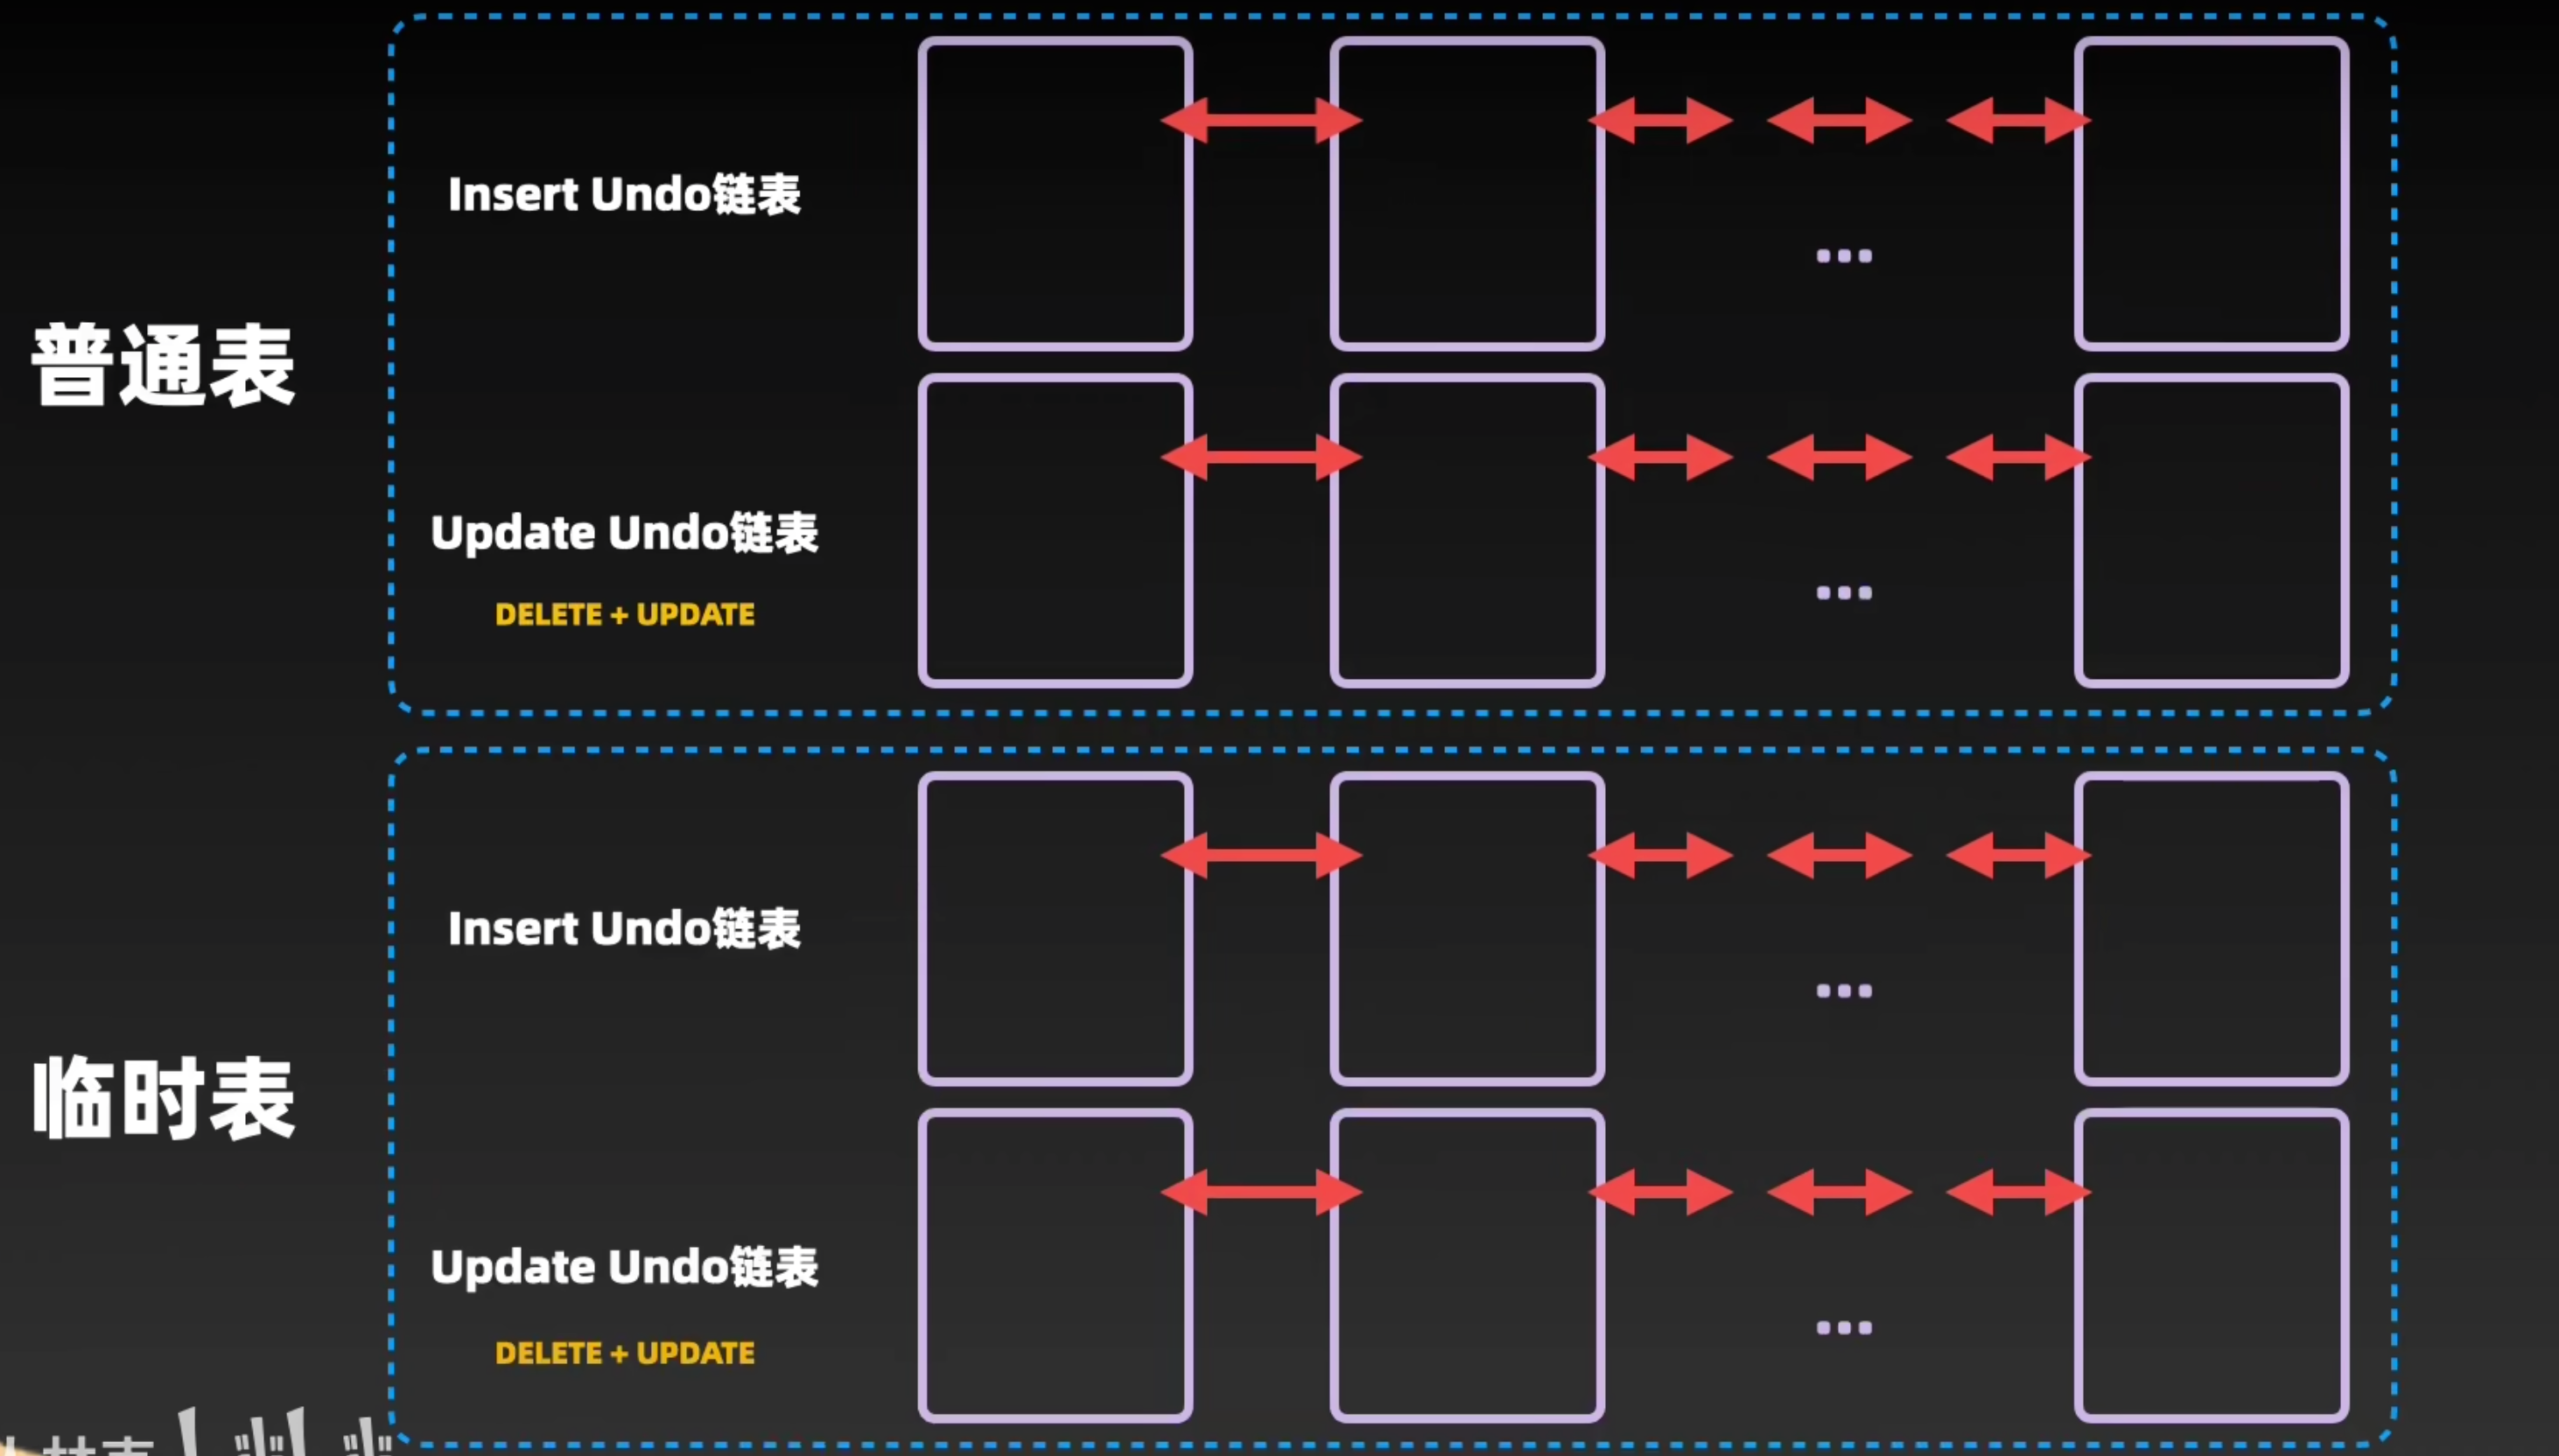 普通表
Insert Undo链表
Update Undo链表
DELETE + UPDATE
临时表
Insert Undo链表
Update Undo链表
DELETE + UPDATE